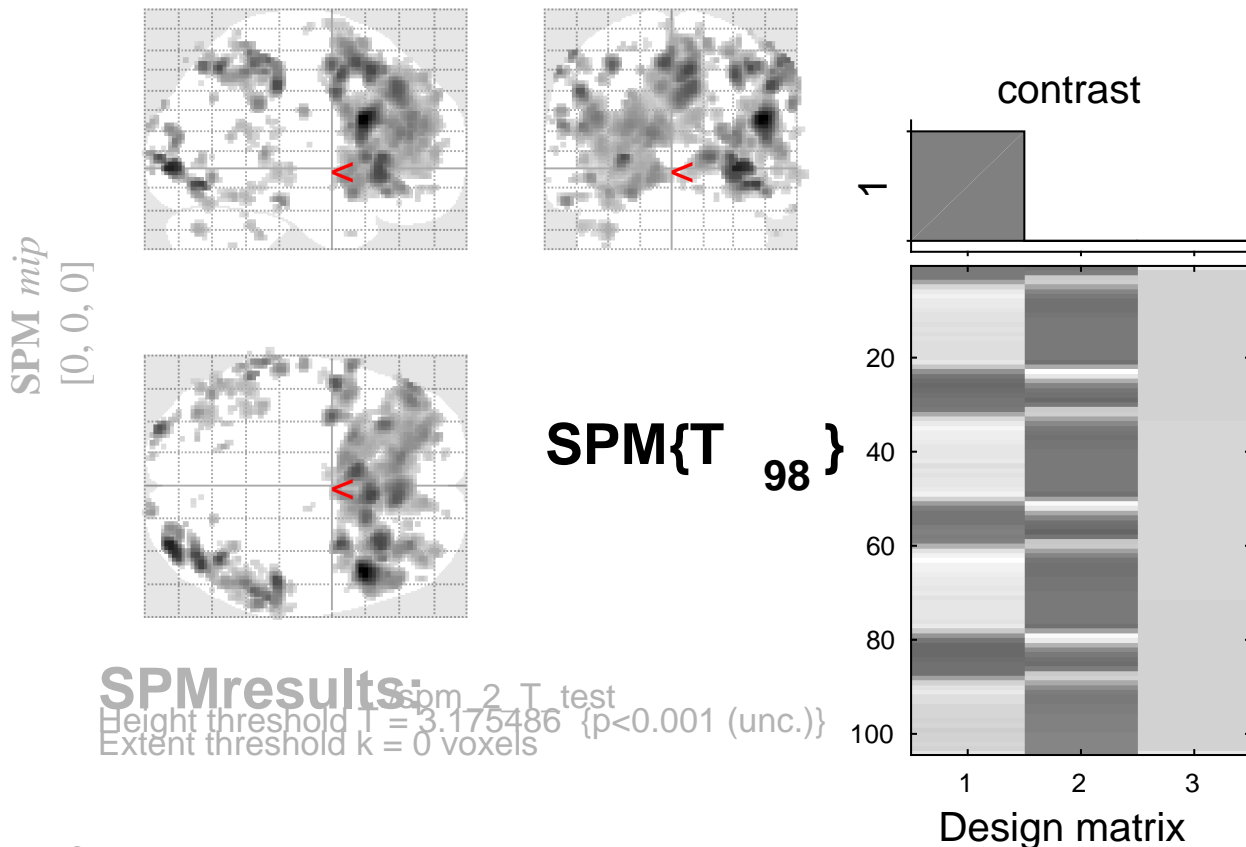 SPM mip
[0, 0, 0]
<
<
<
contrast
1
SPM{T 98 }
20
40
60
80
100
1
2
3
Design matrix
SPMresults: ./spm_2_T_test
Height threshold T = 3.175486 {p<0.001 (unc.)}
Extent threshold k = 0 voxels